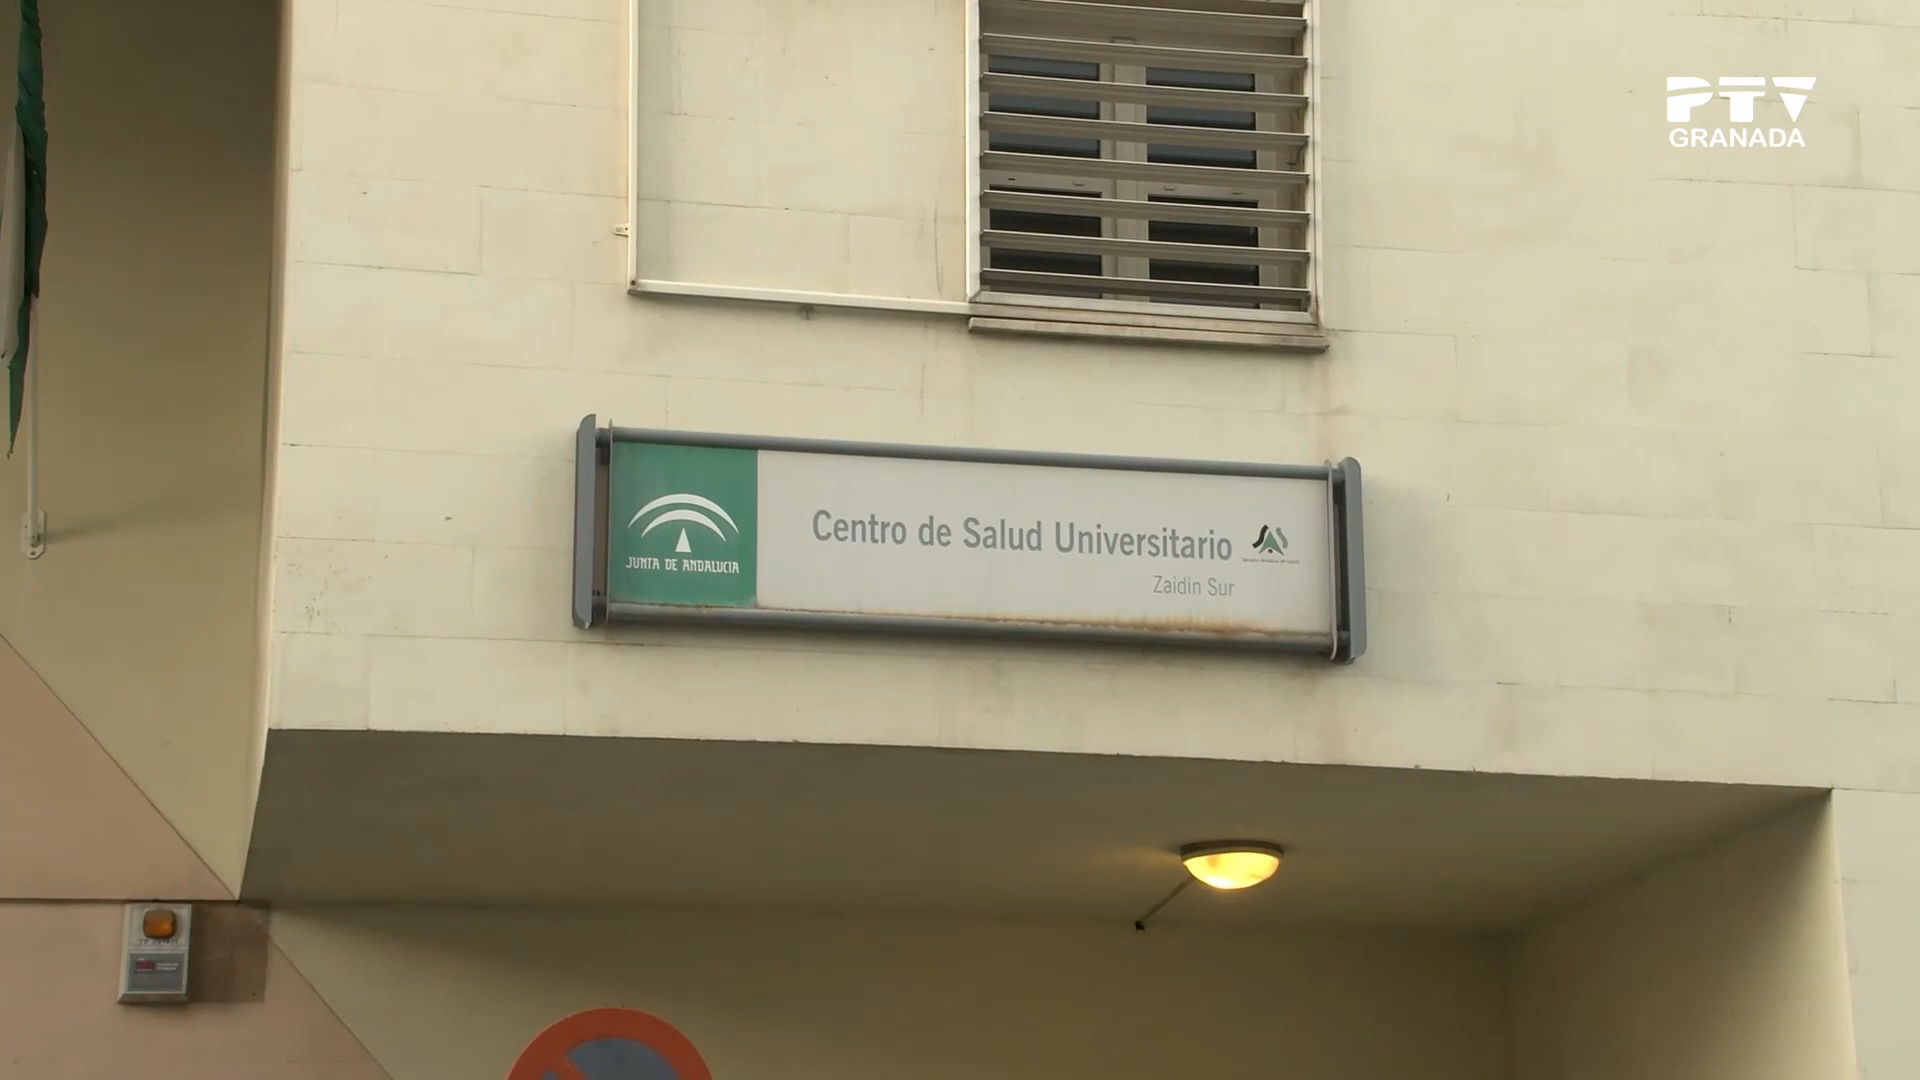 PTV
GRANADA
Centro de Salud Universitario
JUNTA DE ANDALUCIA
Zaidin Sur